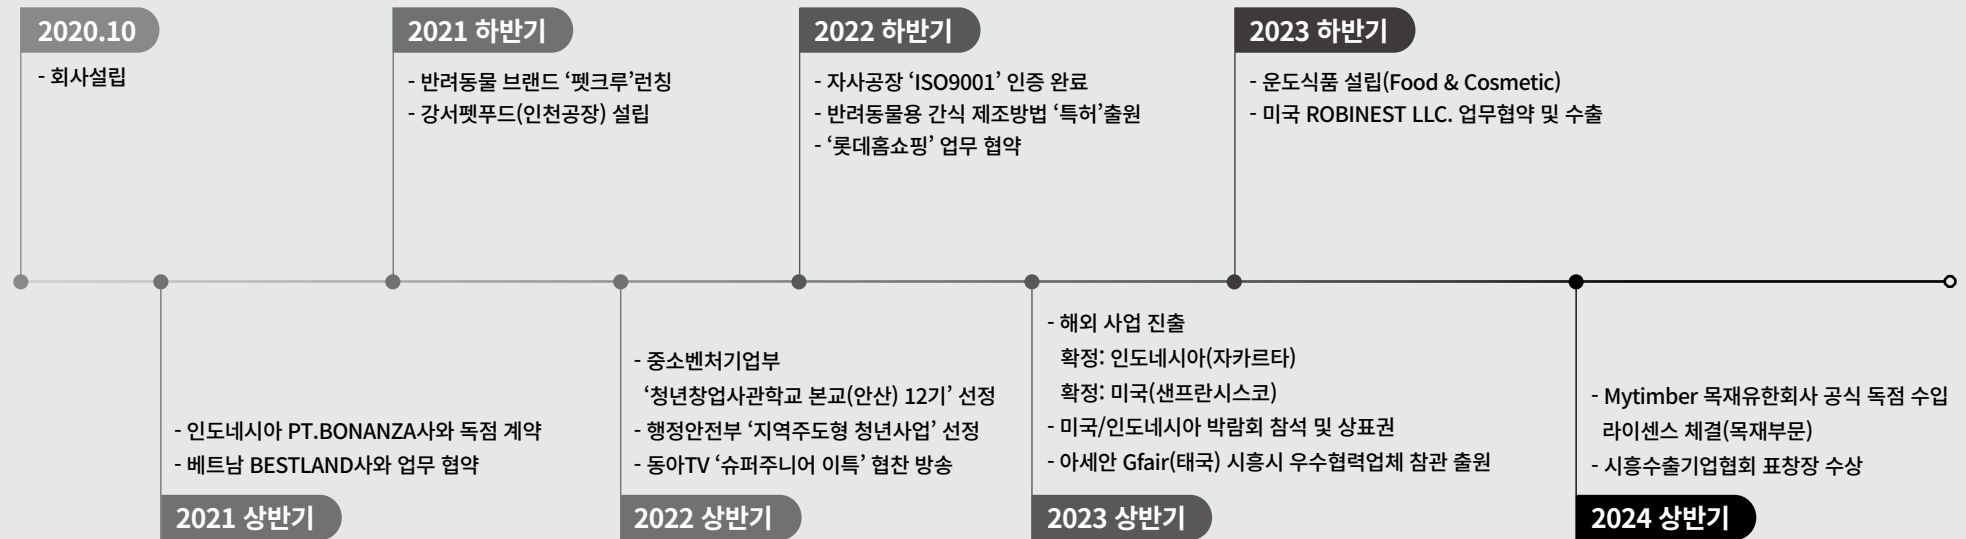 2020.10
- 회사설립
2021 하반기
- 반려동물 브랜드 ‘펫크루’런칭
- 강서펫푸드(인천공장) 설립
2022 하반기
- 자사공장 ‘ISO9001’ 인증 완료
- 반려동물용 간식 제조방법 ‘특허’출원
- ‘롯데홈쇼핑’ 업무 협약
2023 하반기
- 운도식품 설립(Food & Cosmetic)
- 미국 ROBINEST LLC. 업무협약 및 수출
- 인도네시아 PT.BONANZA사와 독점 계약
- 베트남 BESTLAND사와 업무 협약
2021 상반기
- 중소벤처기업부
‘청년창업사관학교 본교(안산) 12기’ 선정
- 행정안전부 ‘지역주도형 청년사업’ 선정
- 동아TV ‘슈퍼주니어 이특’ 협찬 방송
2022 상반기
- 해외 사업 진출
확정: 인도네시아(자카르타)
확정: 미국(샌프란시스코)
- 미국/인도네시아 박람회 참석 및 상표권
- 아세안 Gfair(태국) 시흥시 우수협력업체 참관 출원
2023 상반기
- Mytimber 목재유한회사 공식 독점 수입
라이센스 체결(목재부문)
- 시흥수출기업협회 표창장 수상
2024 상반기